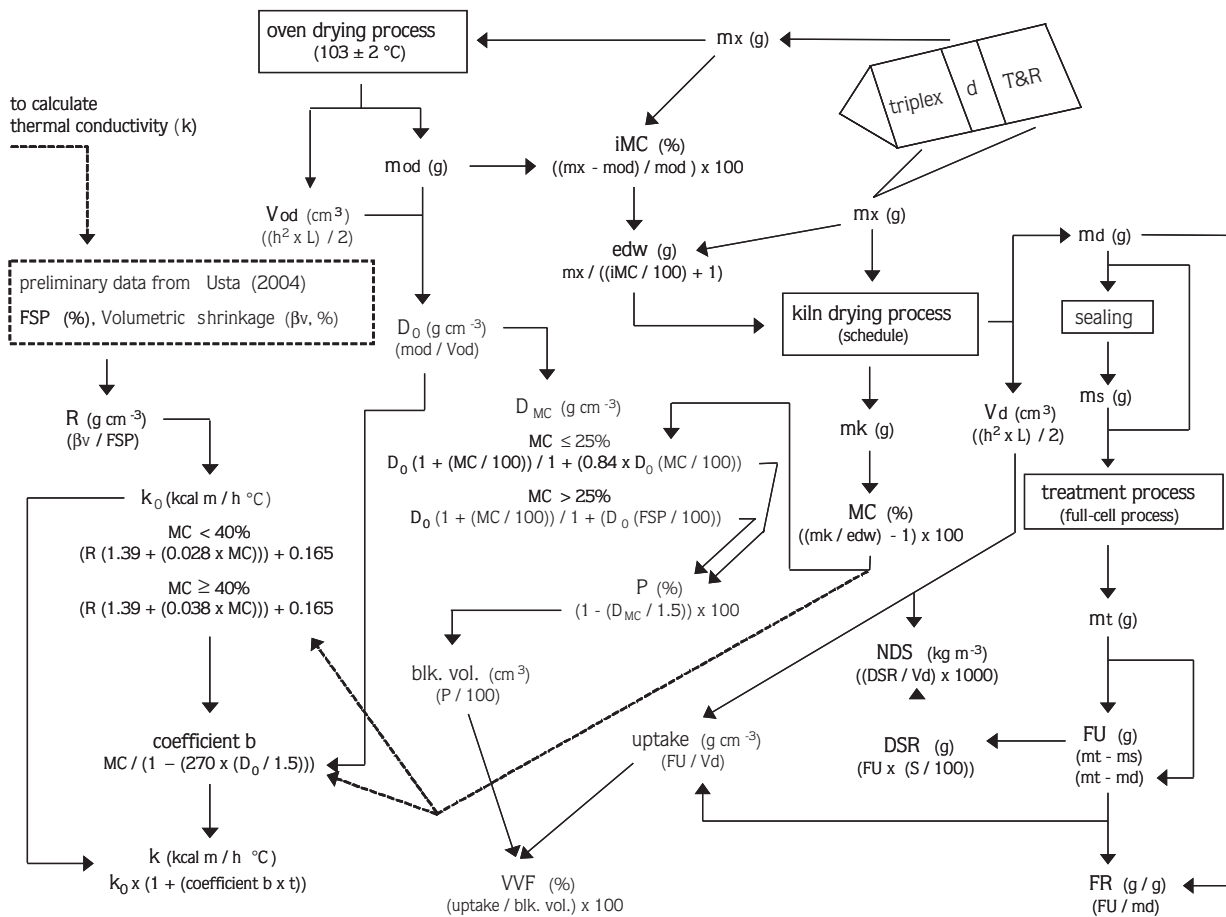 oven drying process
(103 ± 2 °C)
mx (g)
triplex
d
T&R
to calculate
thermal conductivity (k)
iMC (%)
((mx - mod) / mod ) x 100
mod (g)
Vod (cm³)
((h² x L) / 2)
mx (g)
edw (g)
mx / ((iMC / 100) + 1)
md (g)
preliminary data from Usta (2004)
FSP (%), Volumetric shrinkage (βv, %)
kiln drying process
(schedule)
sealing
D₀ (g cm⁻³)
(mod / Vod)
ms (g)
R (g cm⁻³)
(βv / FSP)
D MC (g cm⁻³)
MC ≤ 25%
D₀ (1 + (MC / 100)) / 1 + (0.84 x D₀ (MC / 100))
MC > 25%
D₀ (1 + (MC / 100)) / 1 + (D₀ (FSP / 100))
mk (g)
Vd (cm³)
((h² x L) / 2)
k₀ (kcal m / h °C)
MC < 40%
(R (1.39 + (0.028 x MC))) + 0.165
MC ≥ 40%
(R (1.39 + (0.038 x MC))) + 0.165
MC (%)
((mk / edw) - 1) x 100
treatment process
(full-cell process)
P (%)
(1 - (D MC / 1.5)) x 100
mt (g)
blk. vol. (cm³)
(P / 100)
NDS (kg m⁻³)
((DSR / Vd) x 1000)
coefficient b
MC / (1 – (270 x (D₀ / 1.5)))
uptake (g cm⁻³)
(FU / Vd)
DSR (g)
(FU x (S / 100))
FU (g)
(mt - ms)
(mt - md)
k (kcal m / h °C)
k₀ x (1 + (coefficient b x t))
VVF (%)
(uptake / blk. vol.) x 100
FR (g / g)
(FU / md)